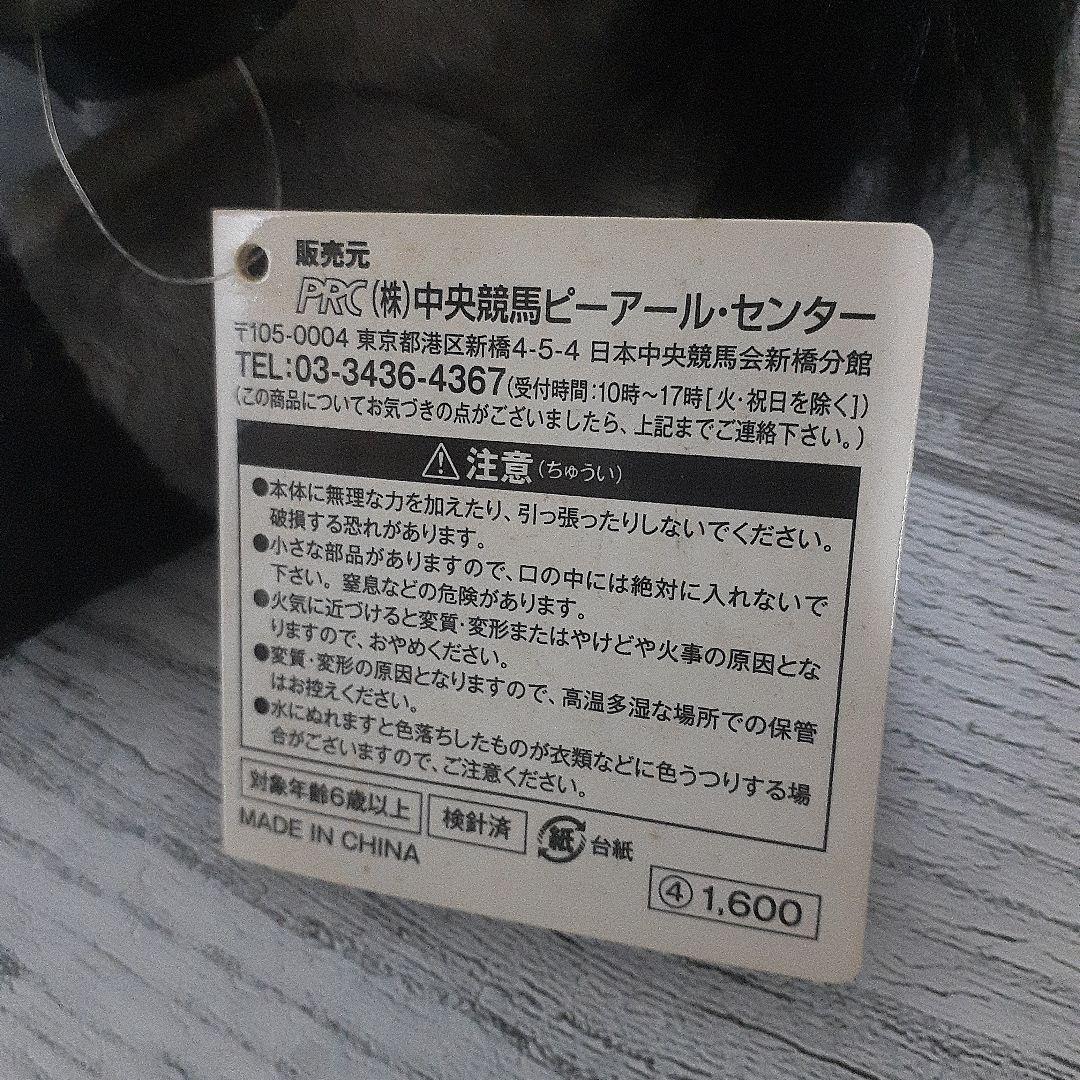 販売元
PRC (株)中央競馬ピーアール・センター
〒105-0004 東京都港区新橋4-5-4 日本中央競馬会新橋分館
TEL:03-3436-4367(受付時間:10時～17時[火・祝日を除く])
(この商品についてお気づきの点がございましたら、上記までご連絡下さい。)
⚠注意(ちゅうい)
●本体に無理な力を加えたり、引っ張ったりしないでください。
破損する恐れがあります。
●小さな部品がありますので、口の中には絶対に入れないで
下さい。窒息などの危険があります。
●火気に近づけると変質・変形またはやけどや火事の原因とな
りますので、おやめください。
●変質・変形の原因となりますので、高温多湿な場所での保管
はお控えください。
●水にぬれますと色落ちしたものが衣類などに色うつりする場
合がございますので、ご注意ください。
対象年齢6歳以上 検針済 紙 台紙
MADE IN CHINA
④1,600